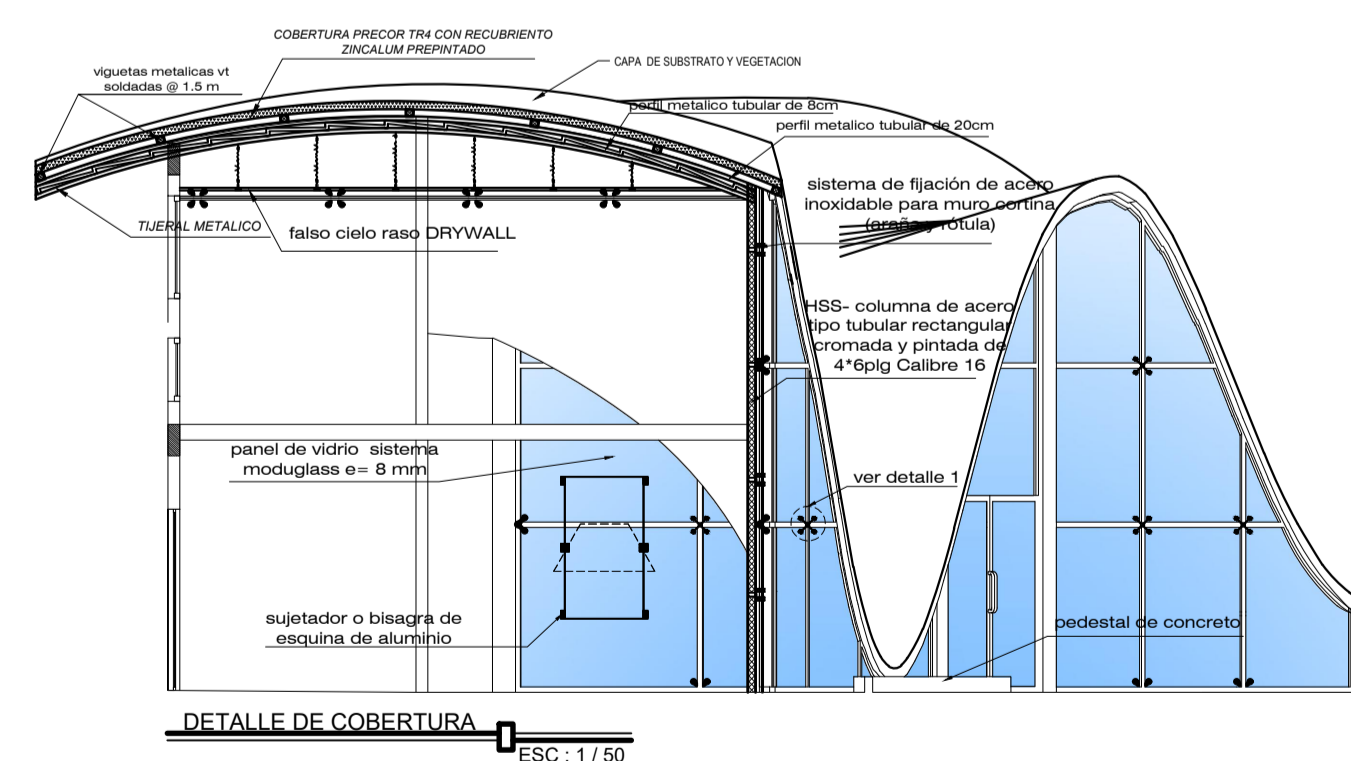 COBERTURA PRECOR TR4 CON RECUBRIENTO
ZINCALUM PREPINTADO
CAPA DE SUBSTRATO Y VEGETACION
viguetas metalicas vt
soldadas @ 1.5 m
perfil metalico tubular de 8cm
perfil metalico tubular de 20cm
sistema de fijación de acero
inoxidable para muro cortina
(araña y rótula)
TIJERAL METALICO
falso cielo raso DRYWALL
HSS- columna de acero
tipo tubular rectangular
cromada y pintada de
4*6plg Calibre 16
panel de vidrio sistema
moduglass e= 8 mm
ver detalle 1
sujetador o bisagra de
esquina de aluminio
pedestal de concreto
DETALLE DE COBERTURA
ESC : 1 / 50